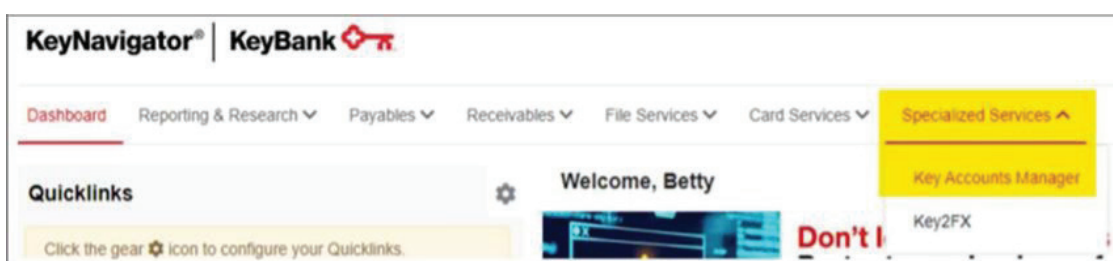 KeyNavigator® | KeyBank
Dashboard Reporting & Research Payables Receivables File Services Card Services Specialized Services
Key Accounts Manager
Quicklinks
Welcome, Betty
Key2FX
Click the gear icon to configure your Quicklinks.
Don't